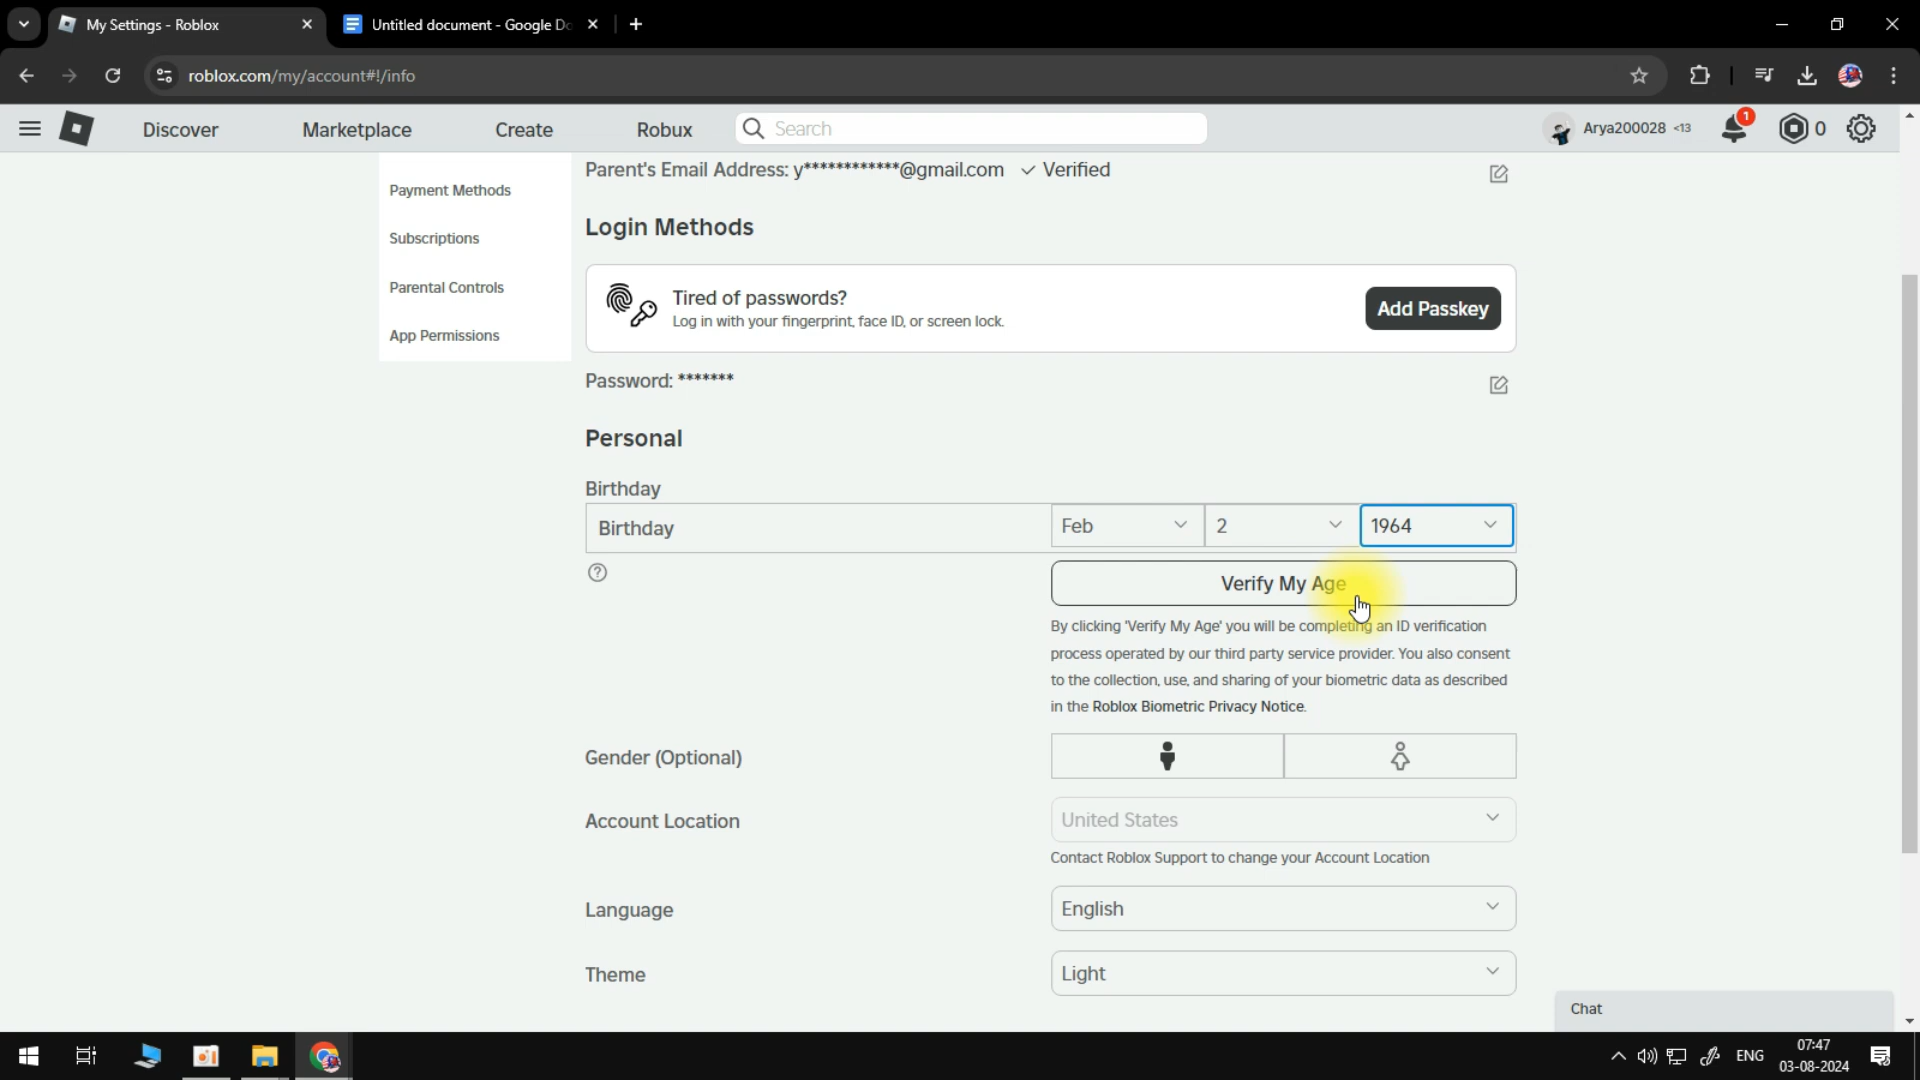 My Settings - Roblox
Untitled document - Google Do
roblox.com/my/account#!/info
Discover
Marketplace
Create
Robux
Search
Arya200028 <13
1
0
Parent's Email Address: y************@gmail.com ✓ Verified
Payment Methods
Subscriptions
Parental Controls
App Permissions
Login Methods
Tired of passwords?
Log in with your fingerprint, face ID, or screen lock.
Add Passkey
Password: *******
Personal
Birthday
Birthday
Feb
2
1964
Verify My Age
By clicking 'Verify My Age' you will be completing an ID verification
process operated by our third party service provider. You also consent
to the collection, use, and sharing of your biometric data as described
in the Roblox Biometric Privacy Notice.
Gender (Optional)
Account Location
United States
Contact Roblox Support to change your Account Location
Language
English
Theme
Light
Chat
ENG
07:47
03-08-2024